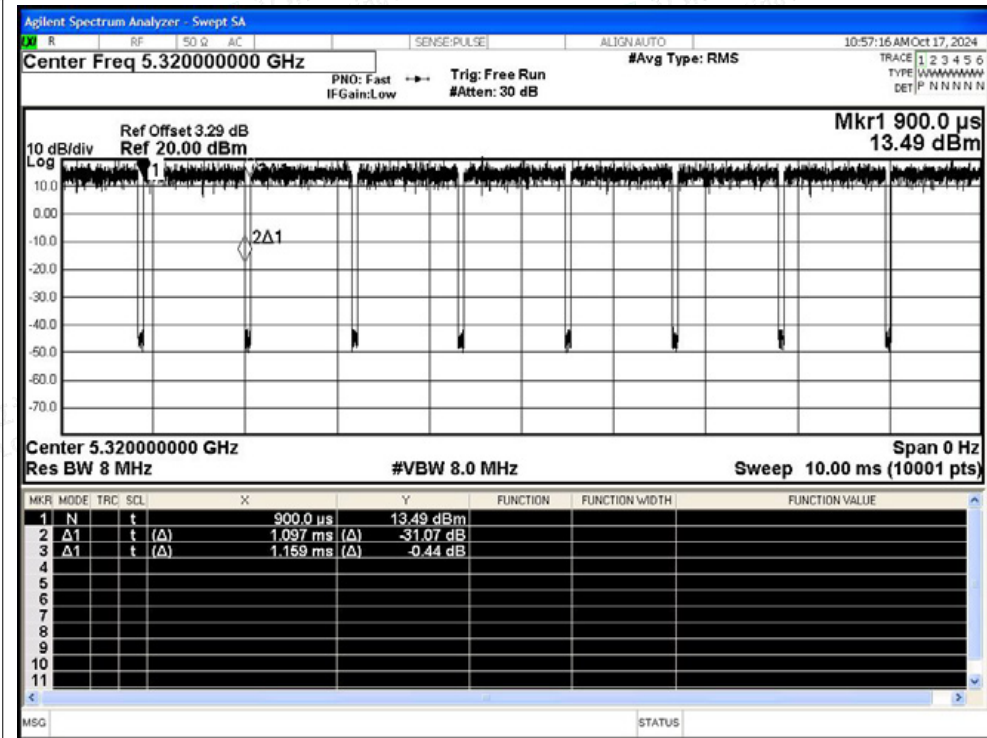 Agilent Spectrum Analyzer - Swept SA
R RF 50 Ω AC SENSE:PULSE ALIGN AUTO 10:57:16 AM Oct 17, 2024
Center Freq 5.320000000 GHz #Avg Type: RMS TRACE 1 2 3 4 5 6
PNO: Fast Trig: Free Run TYPE WWWWWW
IFGain:Low #Atten: 30 dB DET P N N N N N
Mkr1 900.0 µs
13.49 dBm
Ref Offset 3.29 dB
10 dB/div Ref 20.00 dBm
Log
1
3Δ1
10.0
0.00
-10.0
2Δ1
-20.0
-30.0
-40.0
-50.0
-60.0
-70.0
Center 5.320000000 GHz Span 0 Hz
Res BW 8 MHz #VBW 8.0 MHz Sweep 10.00 ms (10001 pts)
MKR MODE TRC SCL X Y FUNCTION FUNCTION WIDTH FUNCTION VALUE
1 N t 900.0 µs 13.49 dBm
2 Δ1 t (Δ) 1.097 ms (Δ) -31.07 dB
3 Δ1 t (Δ) 1.159 ms (Δ) -0.44 dB
4
5
6
7
8
9
10
11
MSG STATUS